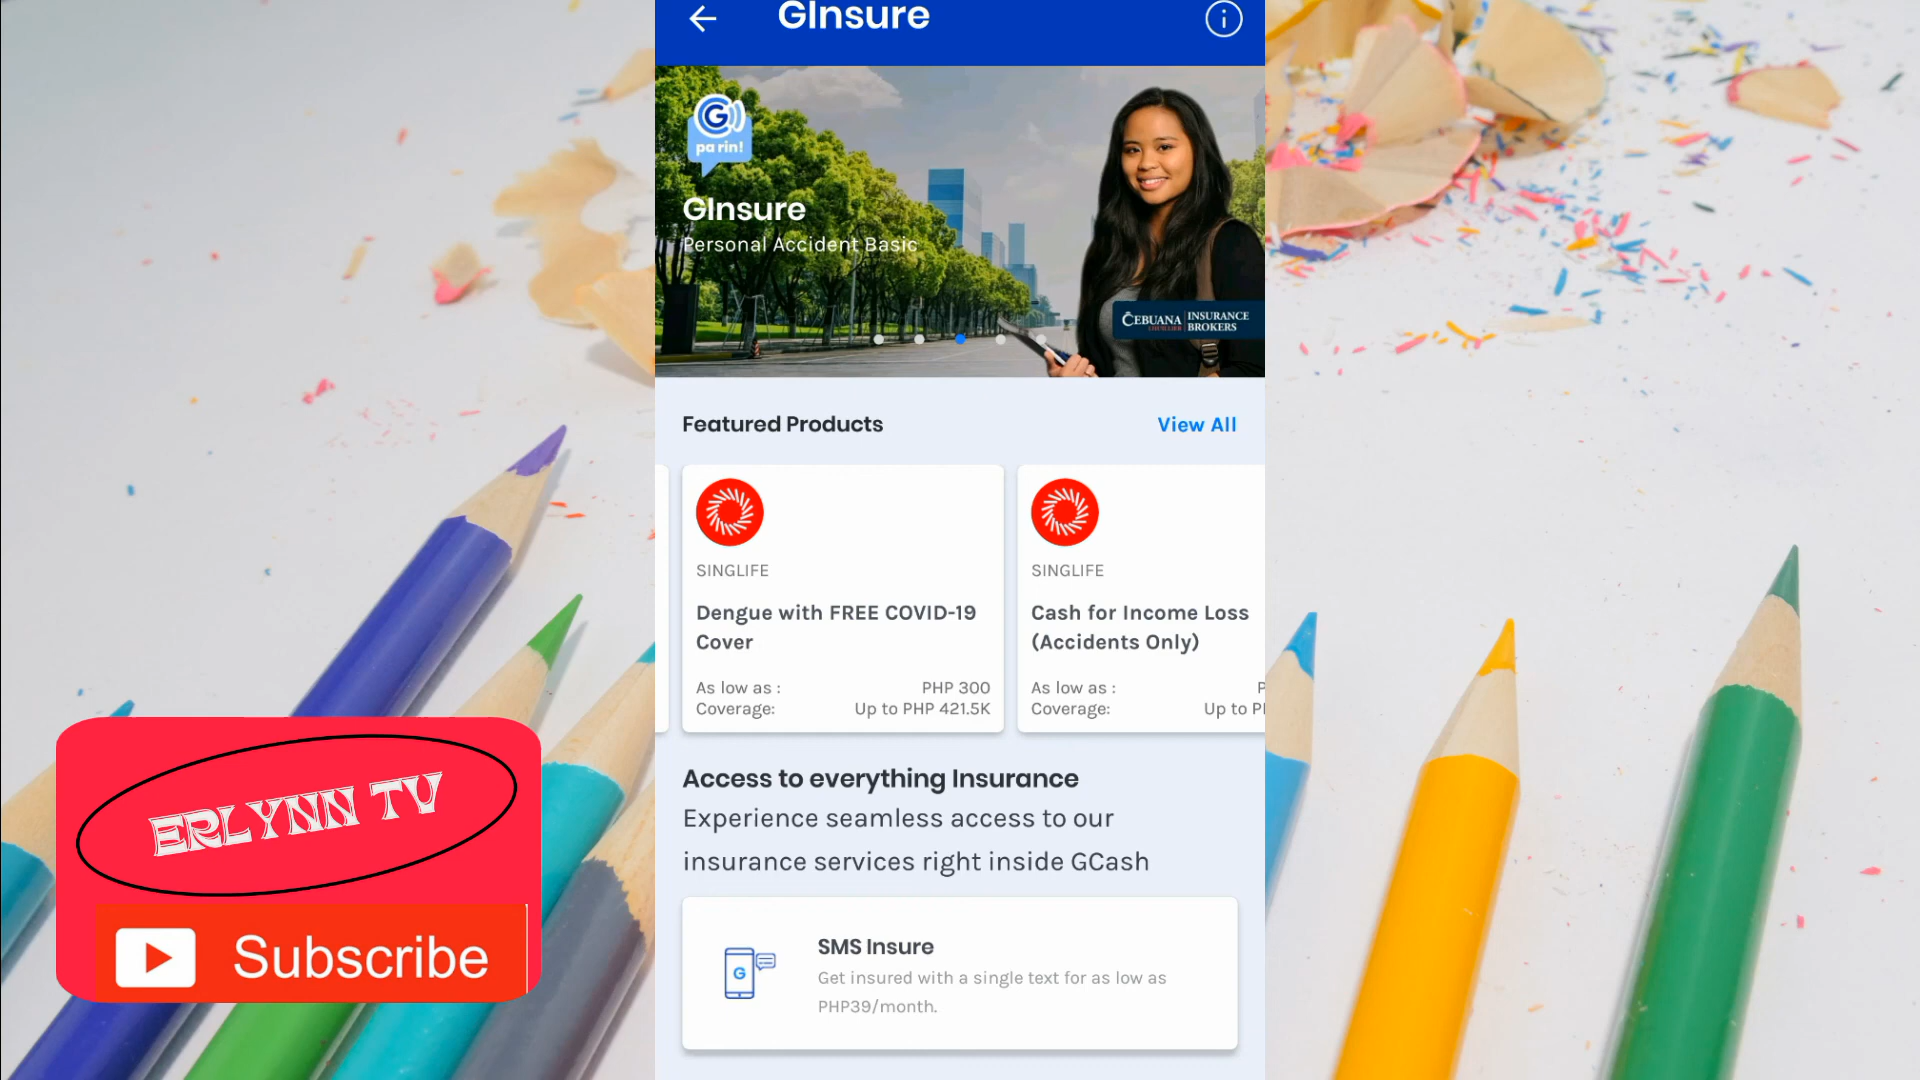 GInsure
G
pa rin!
GInsure
Personal Accident Basic
CEBUANA INSURANCE
LHUILLIER BROKERS
Featured Products
View All
SINGLIFE
Dengue with FREE COVID-19
Cover
As low as :
PHP 300
Coverage:
Up to PHP 421.5K
SINGLIFE
Cash for Income Loss
(Accidents Only)
As low as :
P
Coverage:
Up to P
Access to everything Insurance
Experience seamless access to our
insurance services right inside GCash
G
SMS Insure
Get insured with a single text for as low as
PHP39/month.
ERLYNN TV
Subscribe